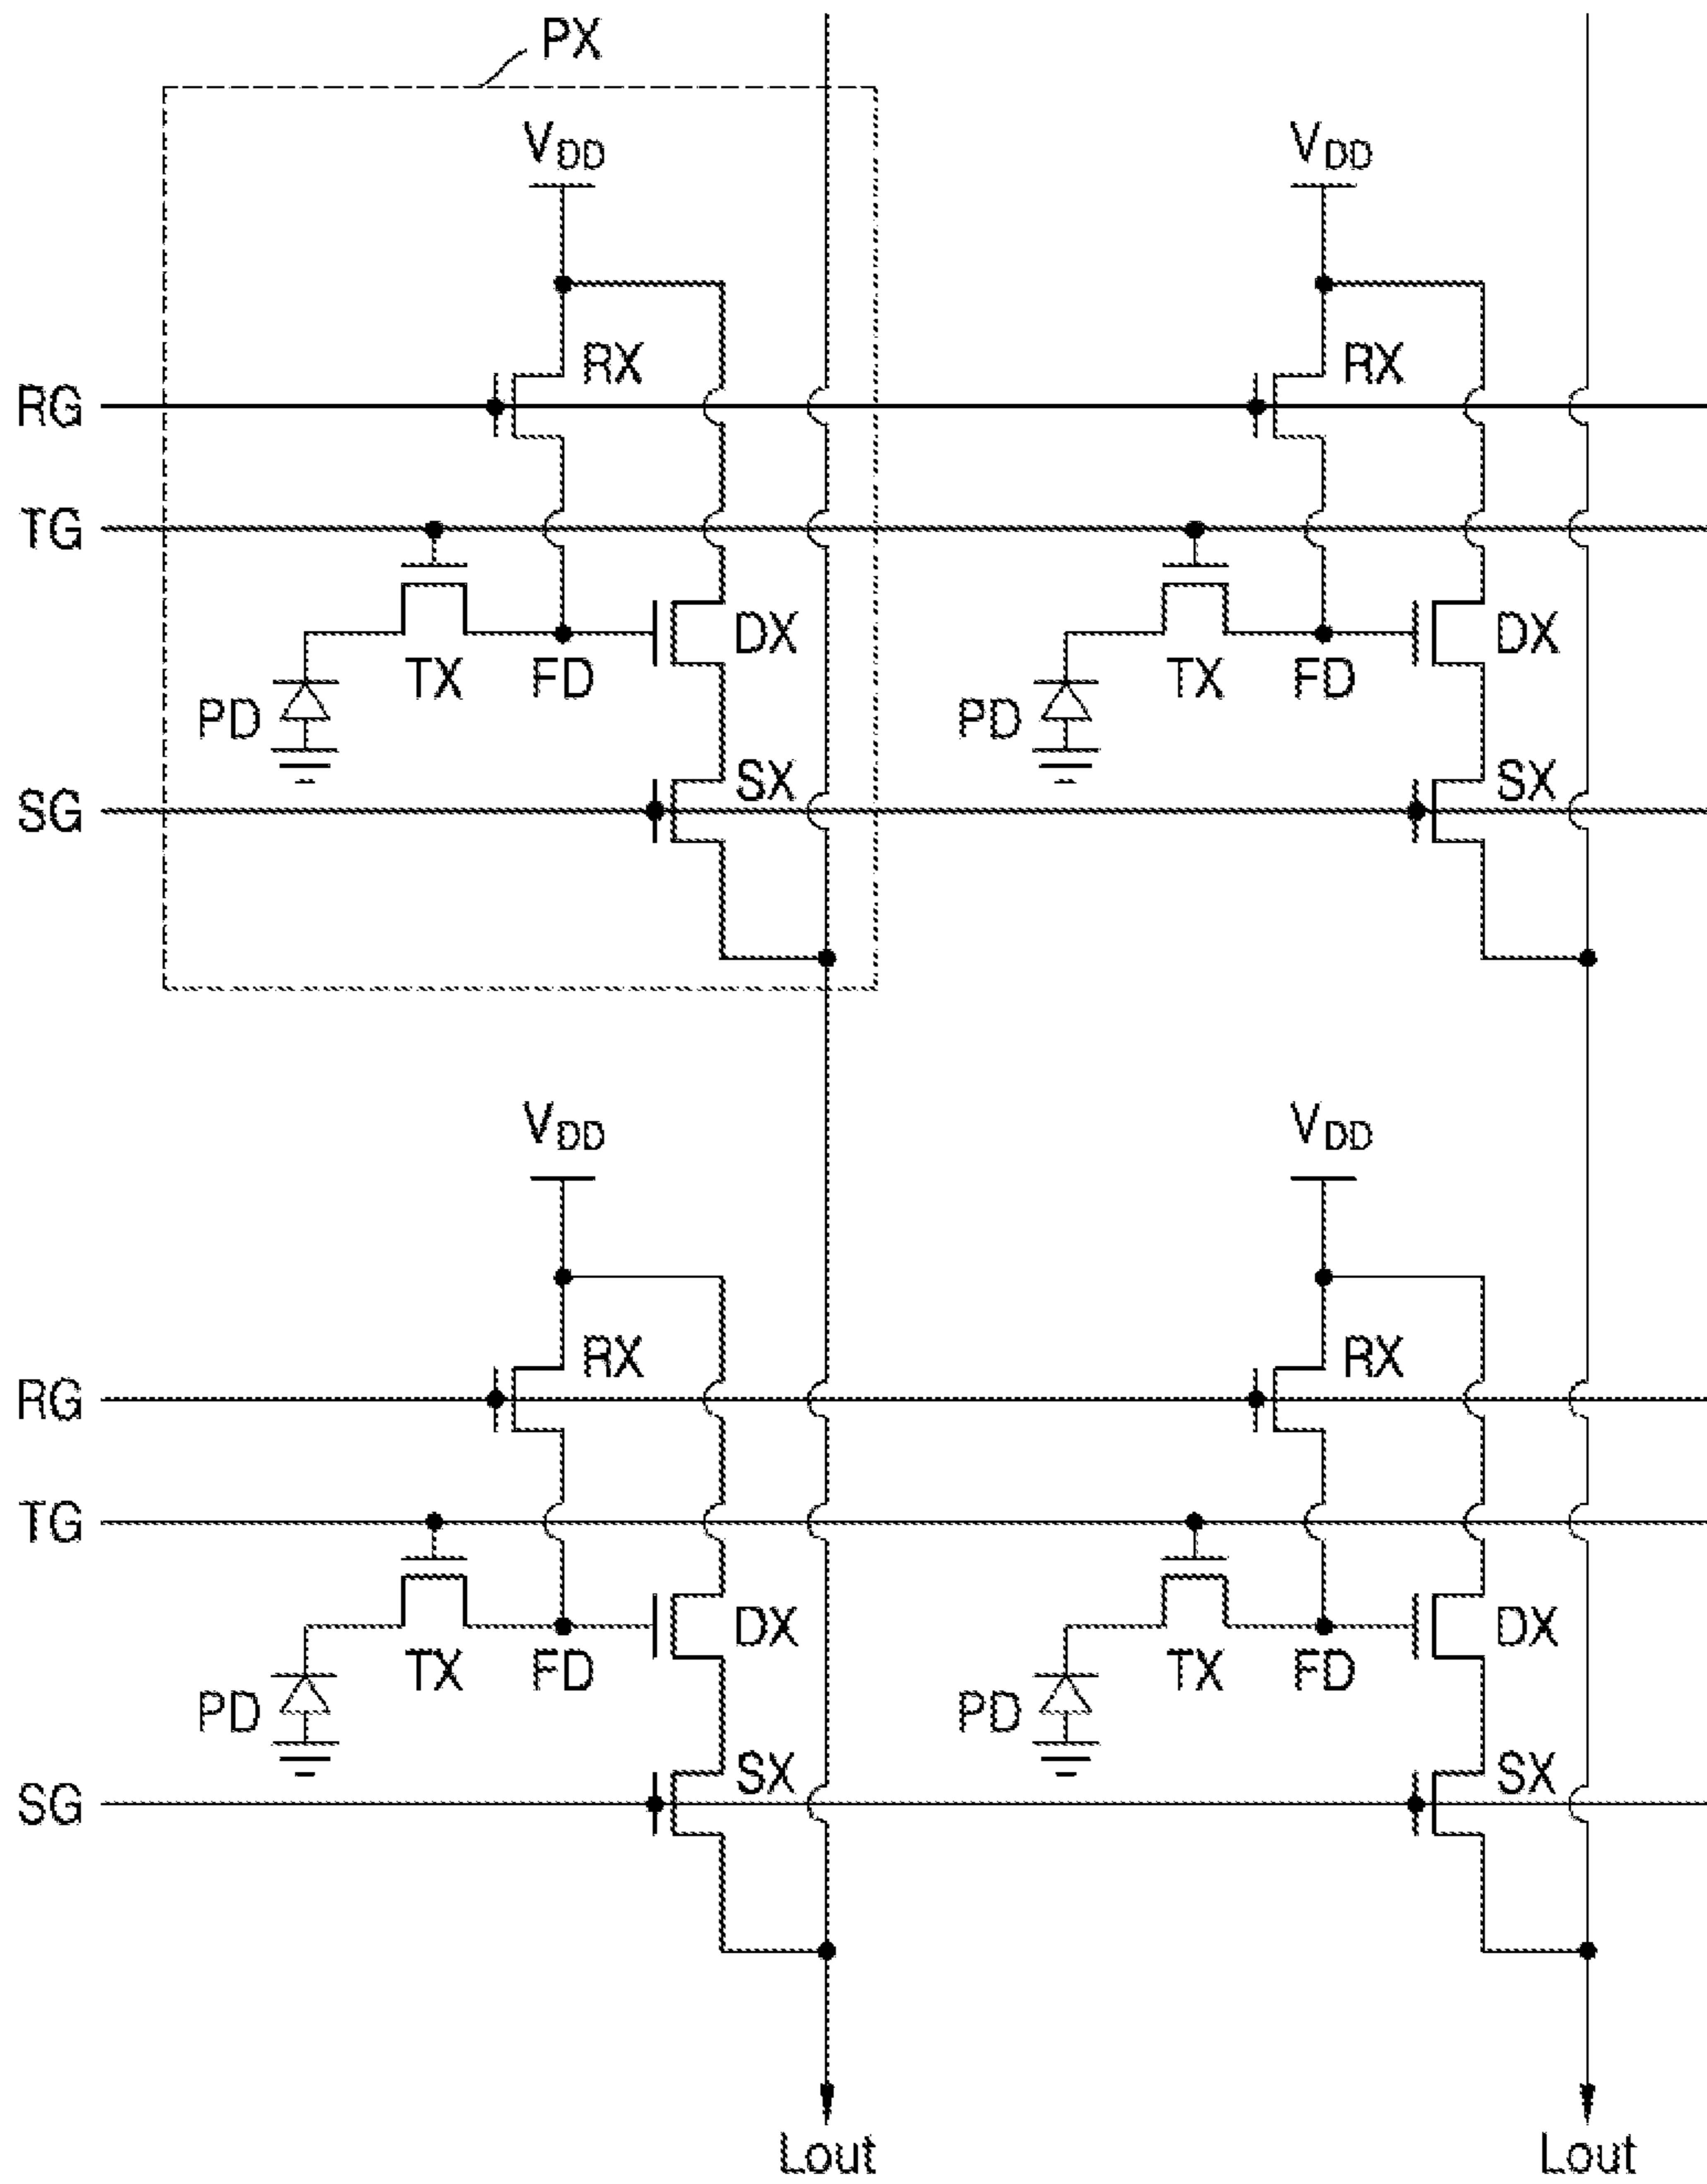 PX
VDD VDD
RX RX
RG
TG
DX DX
TX FD TX FD
PD PD
SX SX
SG
VDD VDD
RX RX
RG
TG
DX DX
TX FD TX FD
PD PD
SX SX
SG
Lout Lout